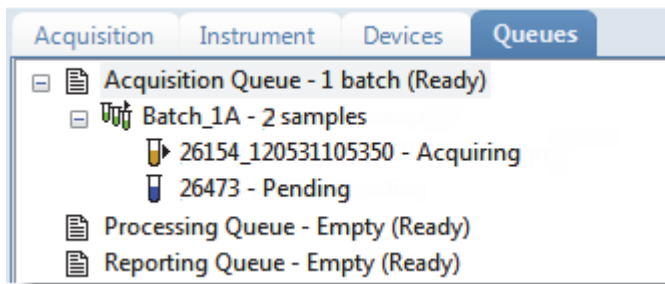 Acquisition Instrument Devices Queues
Acquisition Queue - 1 batch (Ready)
Batch_1A - 2 samples
26154_120531105350 - Acquiring
26473 - Pending
Processing Queue - Empty (Ready)
Reporting Queue - Empty (Ready)